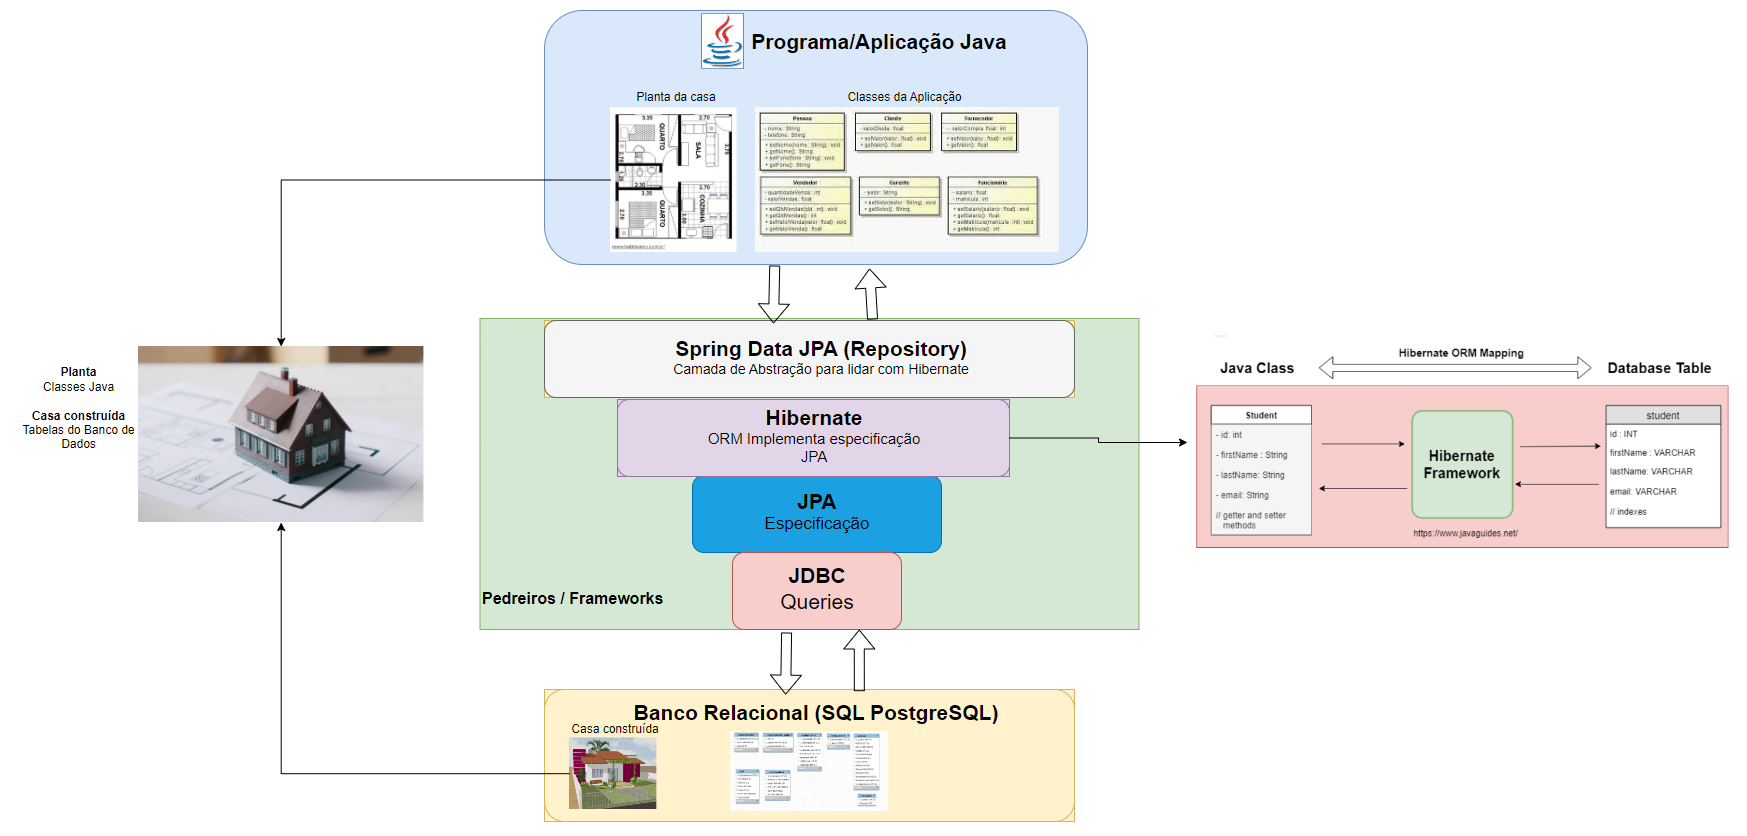 Programa/Aplicação Java
Planta da casa
Classes da Aplicação
3.35
2.70
QUARTO
SALA
2.30
3.35
2.70
2.70
QUARTO
COZINHA
Pessoa
- nome : String
- telefone : String
+ setNome(nome : String) : void
+ getNome() : String
+ setFone(fone : String) : void
+ getFone() : String
Cliente
- valorDivida : float
+ setValor(valor : float) : void
+ getValor() : float
Fornecedor
- valorCompra : float : int
+ setValor(valor : float) : void
+ getValor() : float
Vendedor
- quantidadeVenda : int
- valorVendas : float
+ setQtdVendas(qtd : int) : void
+ getQtdVendas() : int
+ setValorVenda(valor : float) : void
+ getValorVenda() : float
Gerente
- setor : String
+ setSetor(setor : String) : void
+ getSetor() : String
Funcionario
- salario : float
- matricula : int
+ setSalario(salario : float) : void
+ getSalario() : float
+ setMatricula(matricula : int) : void
+ getMatricula() : int
Spring Data JPA (Repository)
Camada de Abstração para lidar com Hibernate
Hibernate
ORM Implementa especificação
JPA
JPA
Especificação
JDBC
Queries
Pedreiros / Frameworks
Planta
Classes Java
Casa construída
Tabelas do Banco de
Dados
Hibernate ORM Mapping
Java Class
Database Table
Student
- id: int
- firstName : String
- lastName: String
- email: String
// getter and setter
methods
Hibernate
Framework
student
id : INT
firstName : VARCHAR
lastName: VARCHAR
email: VARCHAR
// indexes
https://www.javaguides.net/
Banco Relacional (SQL PostgreSQL)
Casa construída